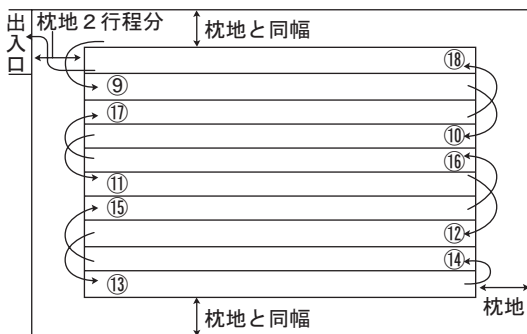 出入口
枕地2行程分
枕地と同幅
⑱
⑨
⑰
⑩
⑯
⑪
⑮
⑫
⑭
⑬
枕地
枕地と同幅